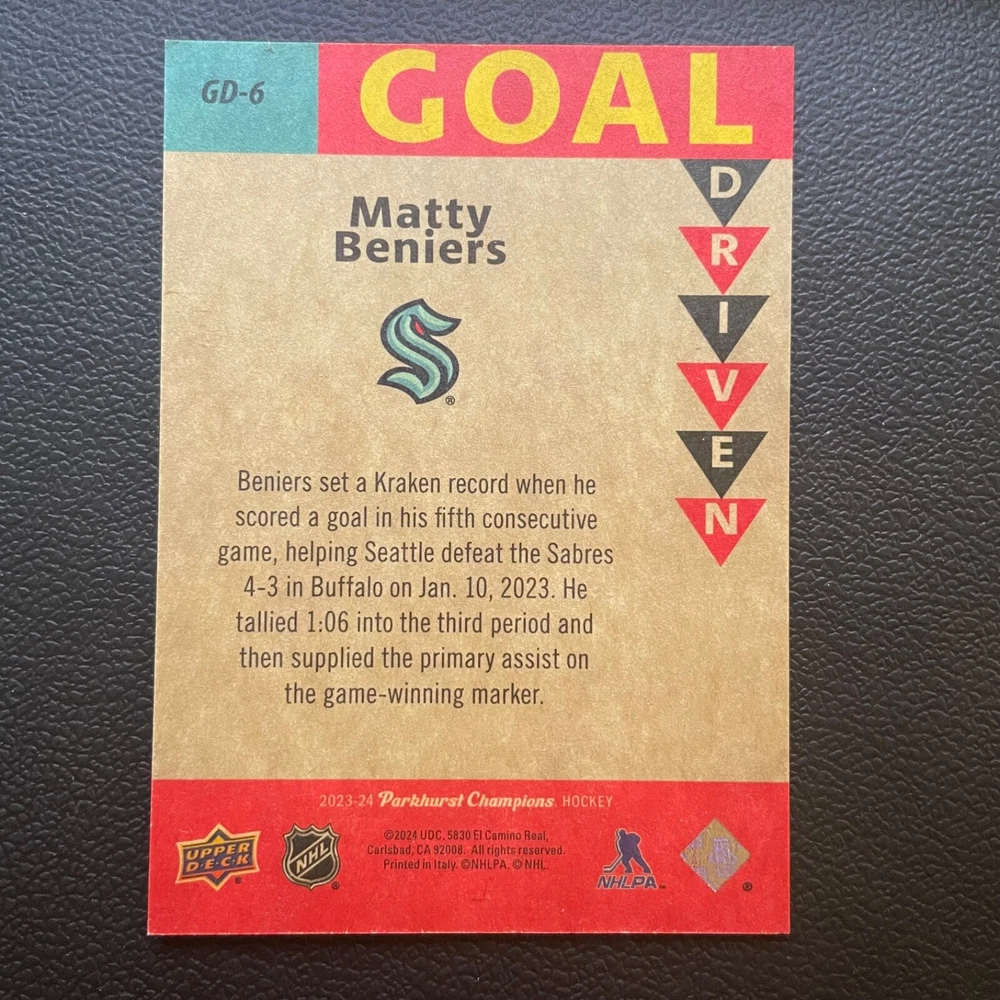 GD-6
GOAL
DRIVEN
Matty
Beniers
®
Beniers set a Kraken record when he
scored a goal in his fifth consecutive
game, helping Seattle defeat the Sabres
4-3 in Buffalo on Jan. 10, 2023. He
tallied 1:06 into the third period and
then supplied the primary assist on
the game-winning marker.
2023-24 Parkhurst Champions HOCKEY
UPPER
DECK
®
NHL
®
©2024 UDC. 5830 El Camino Real,
Carlsbad, CA 92008. All rights reserved.
Printed in Italy. ©NHLPA. ©NHL.
NHLPA
®